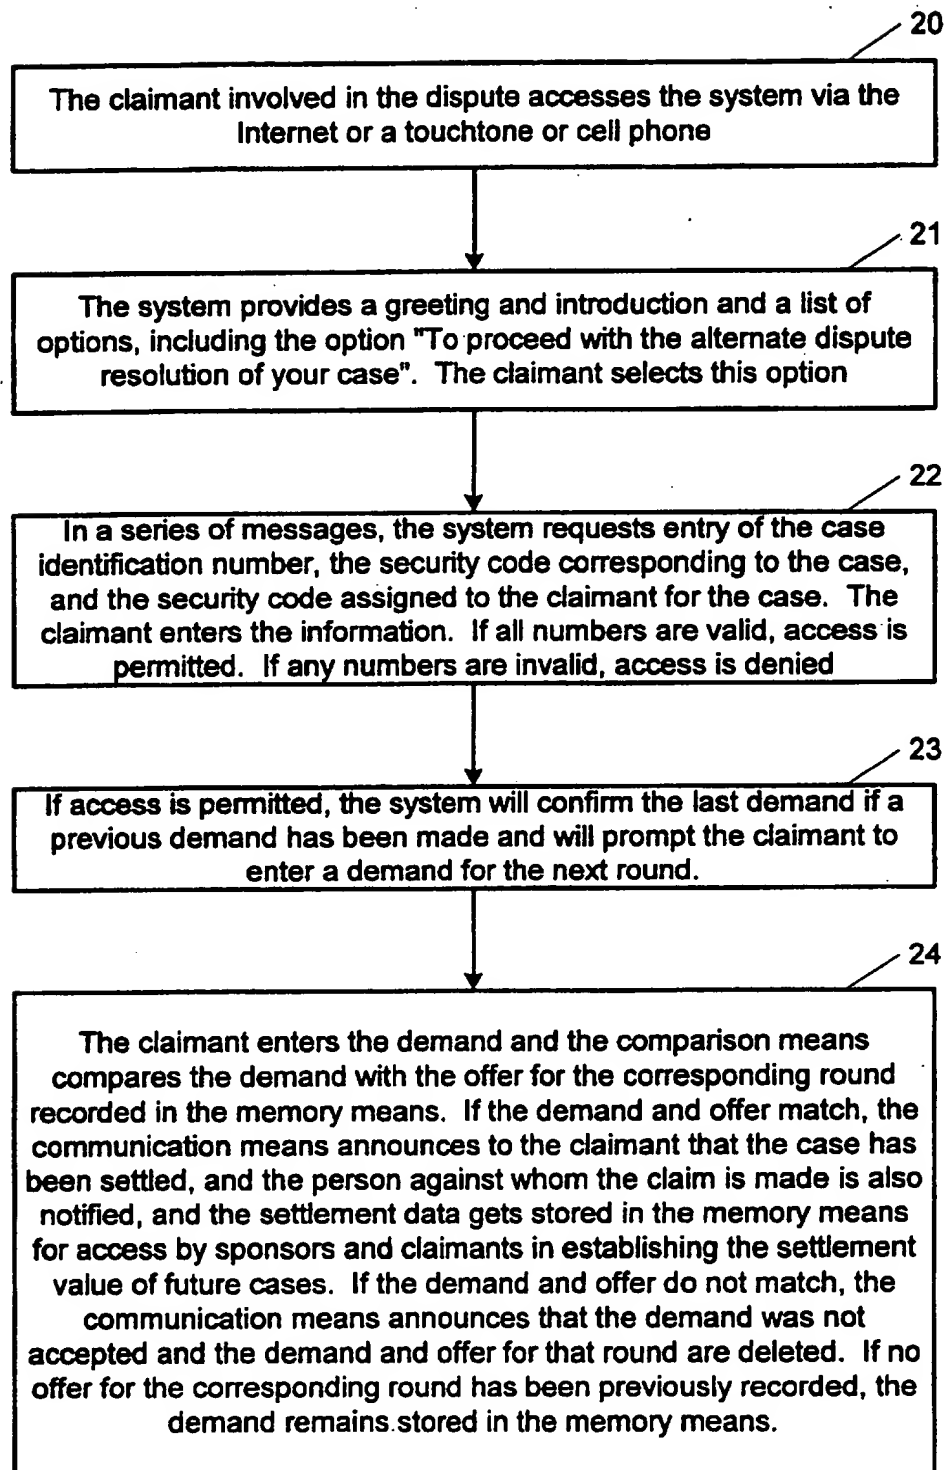 20
The claimant involved in the dispute accesses the system via the
Internet or a touchtone or cell phone
21
The system provides a greeting and introduction and a list of
options, including the option "To proceed with the alternate dispute
resolution of your case". The claimant selects this option
22
In a series of messages, the system requests entry of the case
identification number, the security code corresponding to the case,
and the security code assigned to the claimant for the case. The
claimant enters the information. If all numbers are valid, access is
permitted. If any numbers are invalid, access is denied
23
If access is permitted, the system will confirm the last demand if a
previous demand has been made and will prompt the claimant to
enter a demand for the next round.
24
The claimant enters the demand and the comparison means
compares the demand with the offer for the corresponding round
recorded in the memory means. If the demand and offer match, the
communication means announces to the claimant that the case has
been settled, and the person against whom the claim is made is also
notified, and the settlement data gets stored in the memory means
for access by sponsors and claimants in establishing the settlement
value of future cases. If the demand and offer do not match, the
communication means announces that the demand was not
accepted and the demand and offer for that round are deleted. If no
offer for the corresponding round has been previously recorded, the
demand remains stored in the memory means.